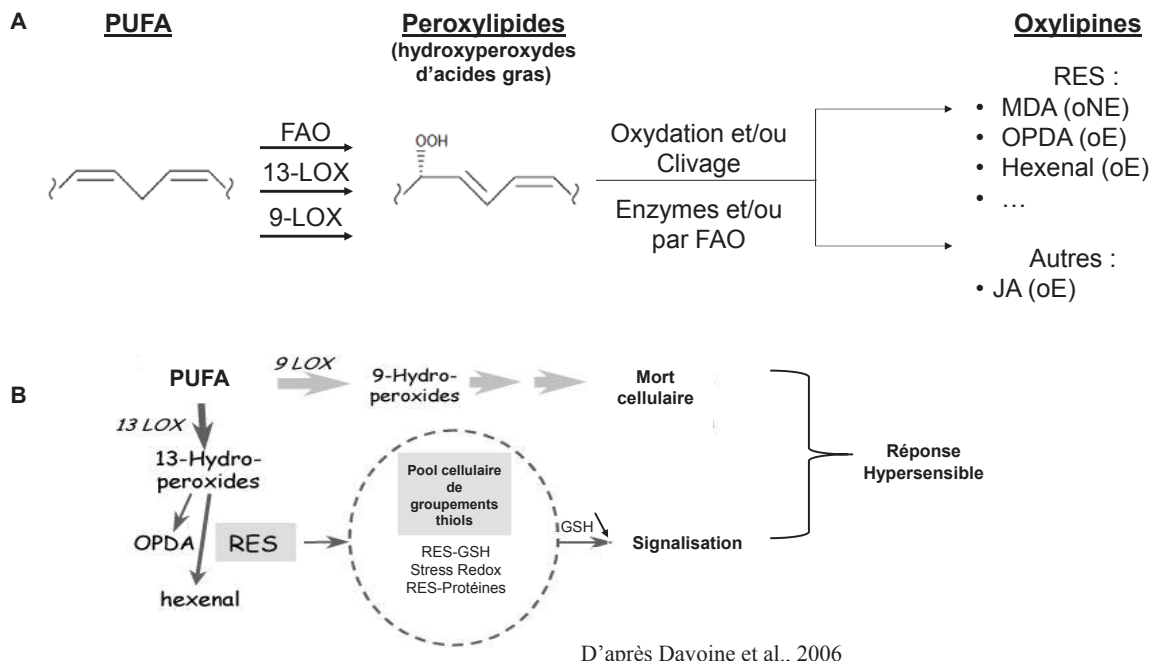 A
PUFA
Peroxylipides
(hydroxyperoxydes
d'acides gras)
Oxylipines
FAO
13-LOX
9-LOX
OOH
Oxydation et/ou
Clivage
Enzymes et/ou
par FAO
RES :
• MDA (oNE)
• OPDA (oE)
• Hexenal (oE)
• …
Autres :
• JA (oE)
B
PUFA
9 LOX
9-Hydro-
peroxides
Mort
cellulaire
13 LOX
13-Hydro-
peroxides
OPDA
RES
hexenal
Pool cellulaire
de
groupements
thiols
RES-GSH
Stress Redox
RES-Protéines
GSH
Signalisation
Réponse
Hypersensible
D'après Davoine et al., 2006